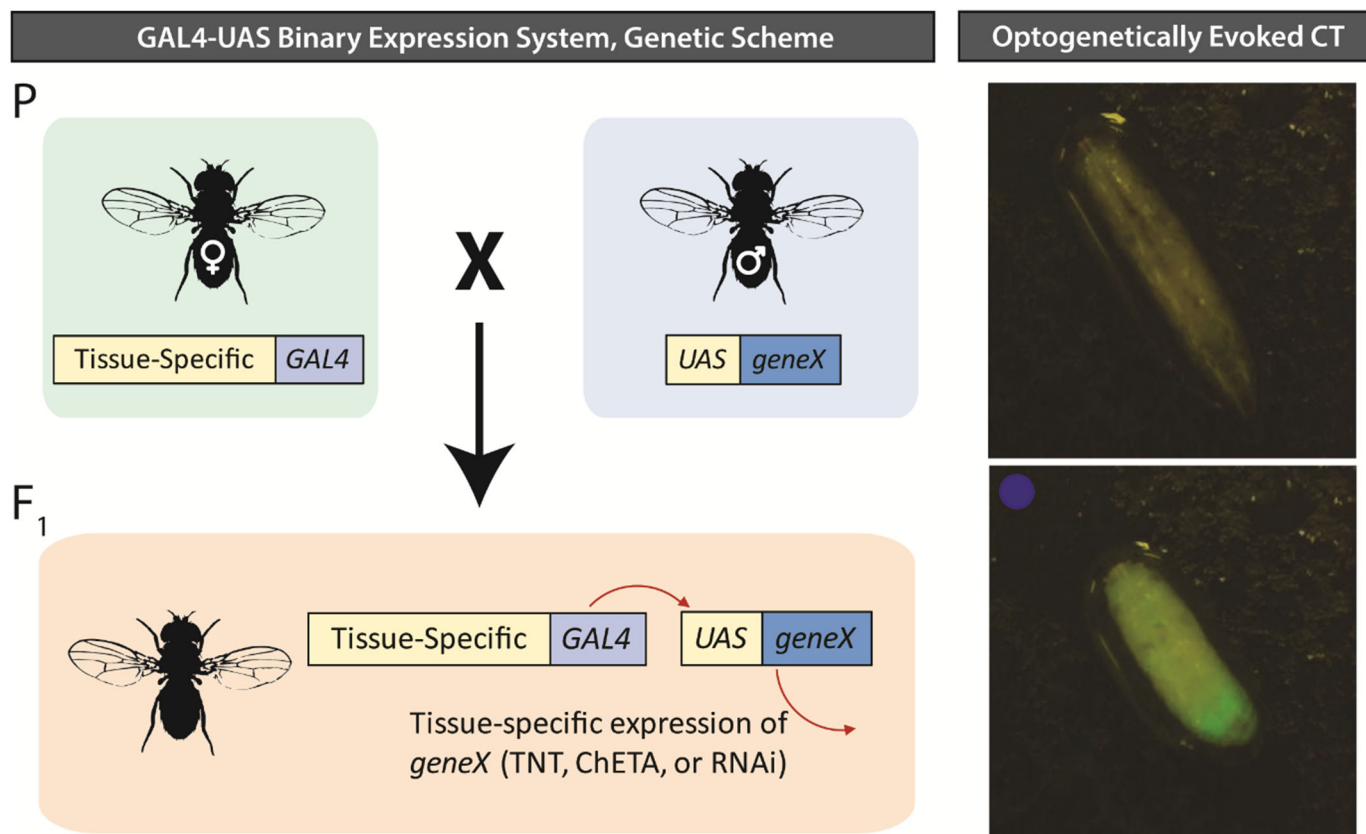 GAL4-UAS Binary Expression System, Genetic Scheme
Optogenetically Evoked CT
P
♀
X
♂
Tissue-Specific GAL4
UAS geneX
F1
Tissue-Specific GAL4 UAS geneX
Tissue-specific expression of
geneX (TNT, ChETA, or RNAi)